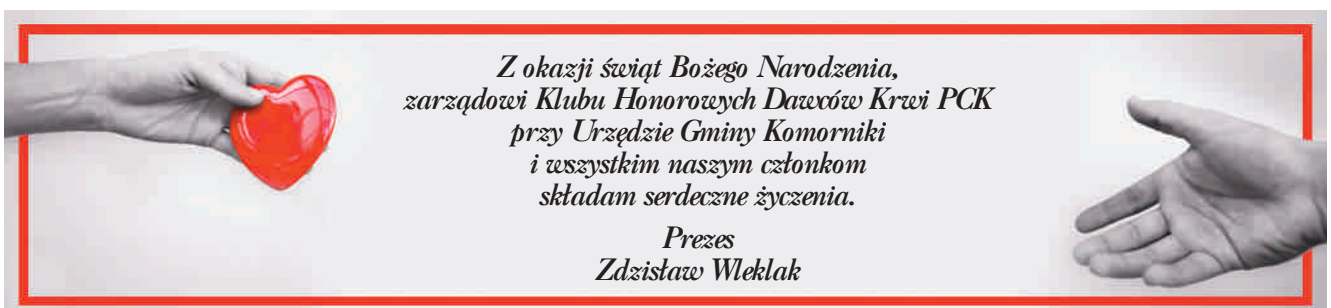 Z okazji świąt Bożego Narodzenia,
zarządowi Klubu Honorowych Dawców Krwi PCK
przy Urzędzie Gminy Komorniki
i wszystkim naszym członkom
składam serdeczne życzenia.
Prezes
Zdzisław Wleklak